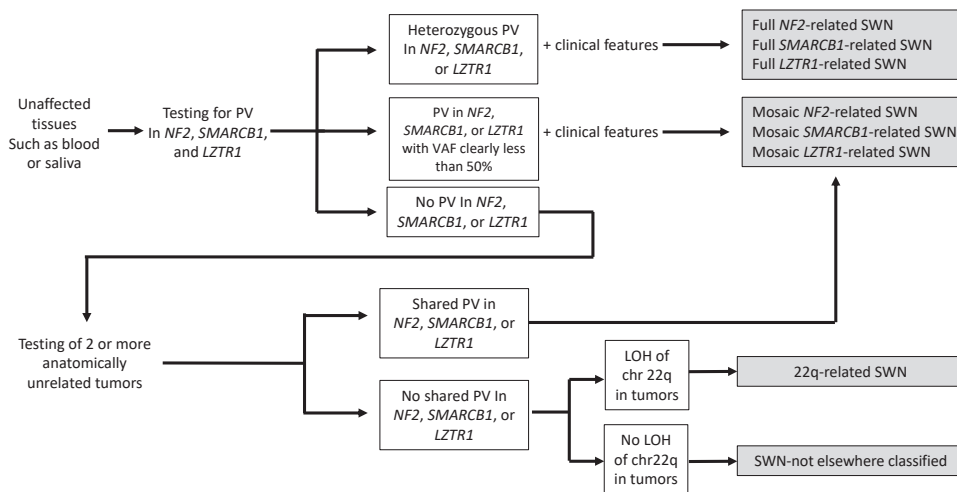 Unaffected
tissues
Such as blood
or saliva
Testing for PV
In NF2, SMARCB1,
and LZTR1
Heterozygous PV
In NF2, SMARCB1,
or LZTR1
+ clinical features
Full NF2-related SWN
Full SMARCB1-related SWN
Full LZTR1-related SWN
PV in NF2,
SMARCB1, or LZTR1
with VAF clearly less
than 50%
+ clinical features
Mosaic NF2-related SWN
Mosaic SMARCB1-related SWN
Mosaic LZTR1-related SWN
No PV In NF2,
SMARCB1, or LZTR1
Testing of 2 or more
anatomically
unrelated tumors
Shared PV in
NF2, SMARCB1, or
LZTR1
No shared PV In
NF2, SMARCB1, or
LZTR1
LOH of
chr 22q
in tumors
22q-related SWN
No LOH
of chr22q
in tumors
SWN-not elsewhere classified